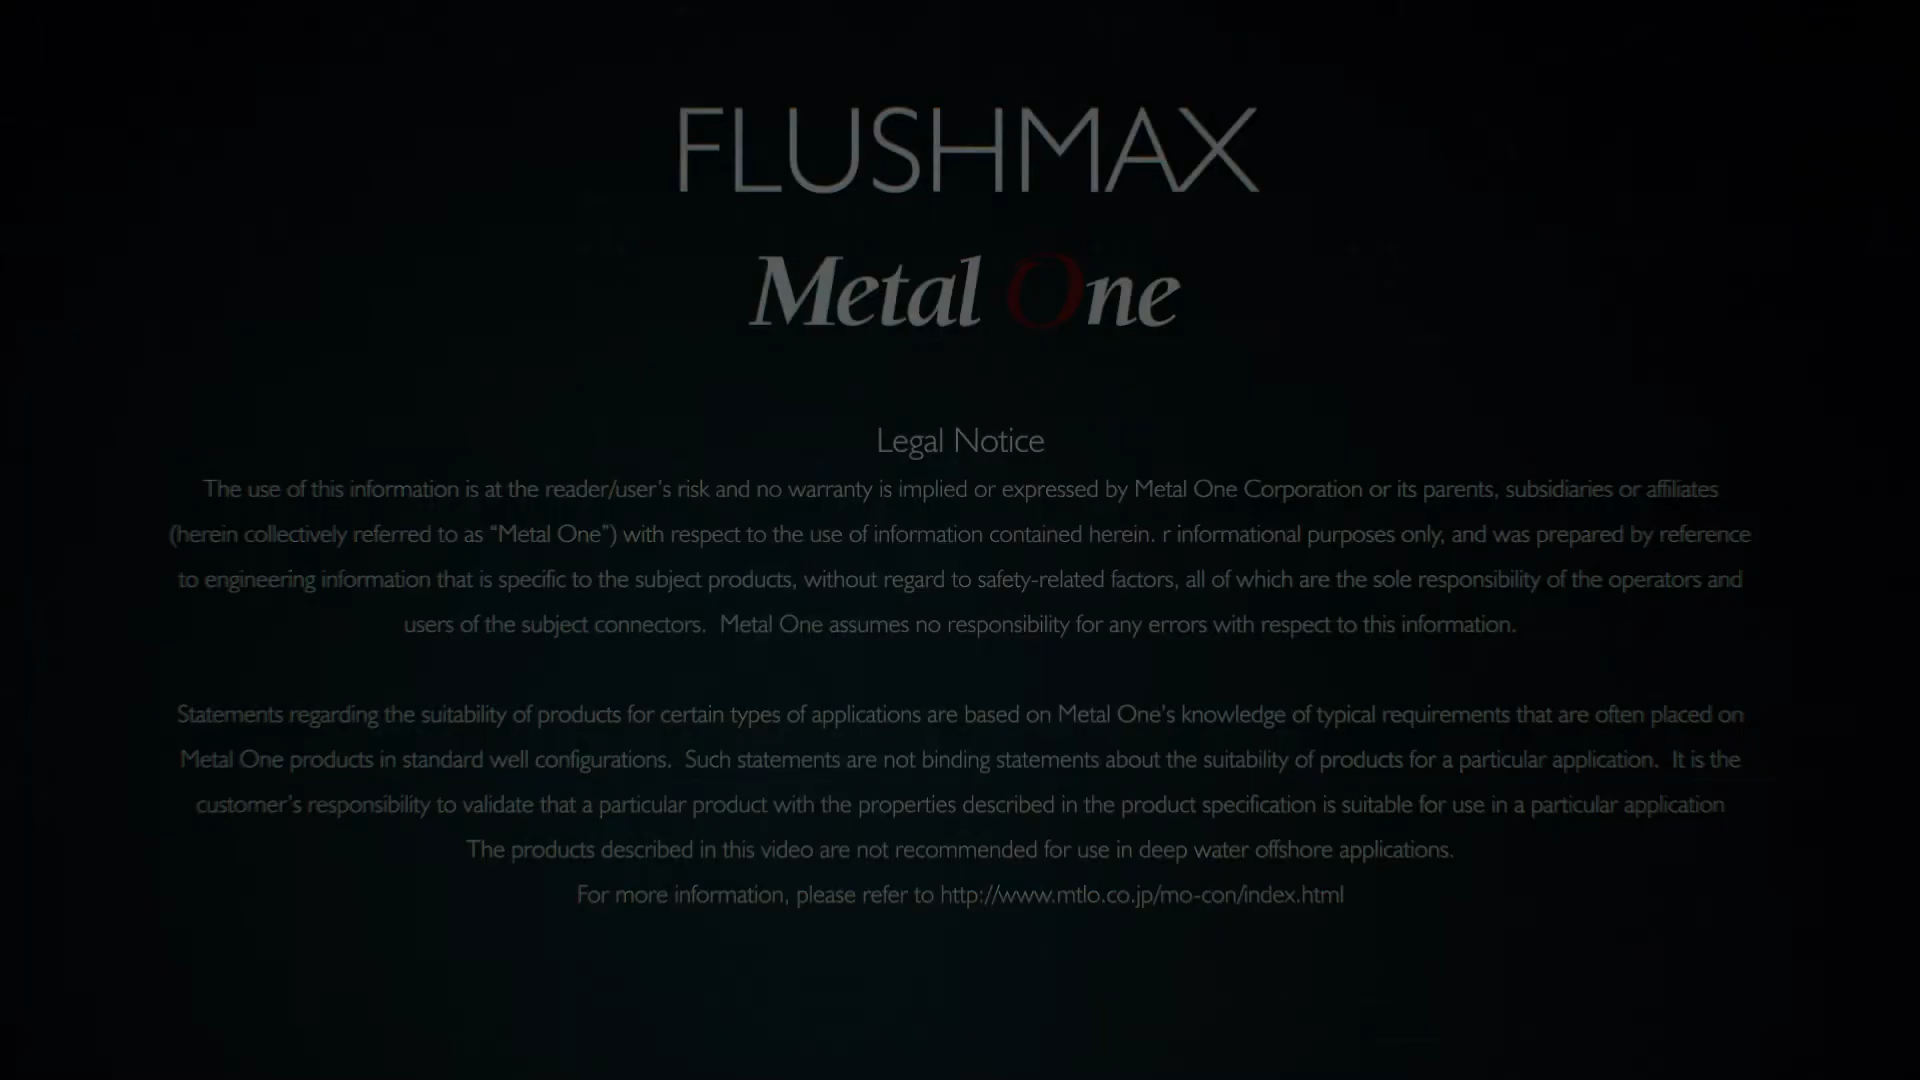 FLUSHMAX
Metal One
Legal Notice
The use of this information is at the reader/user’s risk and no warranty is implied or expressed by Metal One Corporation or its parents, subsidiaries or affiliates
(herein collectively referred to as “Metal One”) with respect to the use of information contained herein. r informational purposes only, and was prepared by reference
to engineering information that is specific to the subject products, without regard to safety-related factors, all of which are the sole responsibility of the operators and
users of the subject connectors.  Metal One assumes no responsibility for any errors with respect to this information.
Statements regarding the suitability of products for certain types of applications are based on Metal One’s knowledge of typical requirements that are often placed on
Metal One products in standard well configurations.  Such statements are not binding statements about the suitability of products for a particular application.  It is the
customer’s responsibility to validate that a particular product with the properties described in the product specification is suitable for use in a particular application
The products described in this video are not recommended for use in deep water offshore applications.
For more information, please refer to http://www.mtlo.co.jp/mo-con/index.html